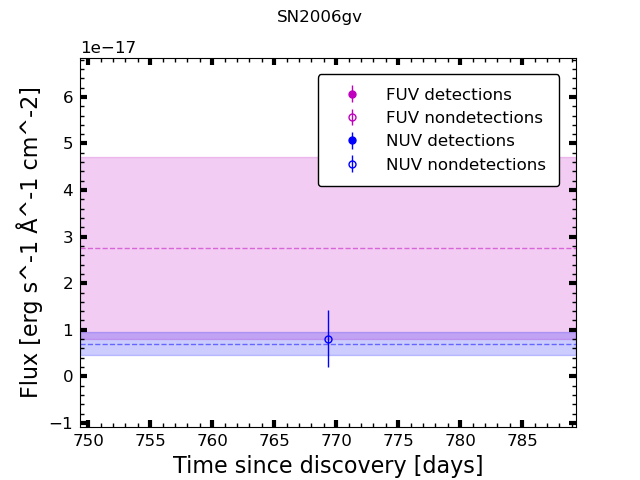 SN2006gv
1e−17
FUV detections
FUV nondetections
NUV detections
NUV nondetections
6
5
4
3
2
1
0
−1
Flux [erg s^-1 Å^-1 cm^-2]
750 755 760 765 770 775 780 785
Time since discovery [days]